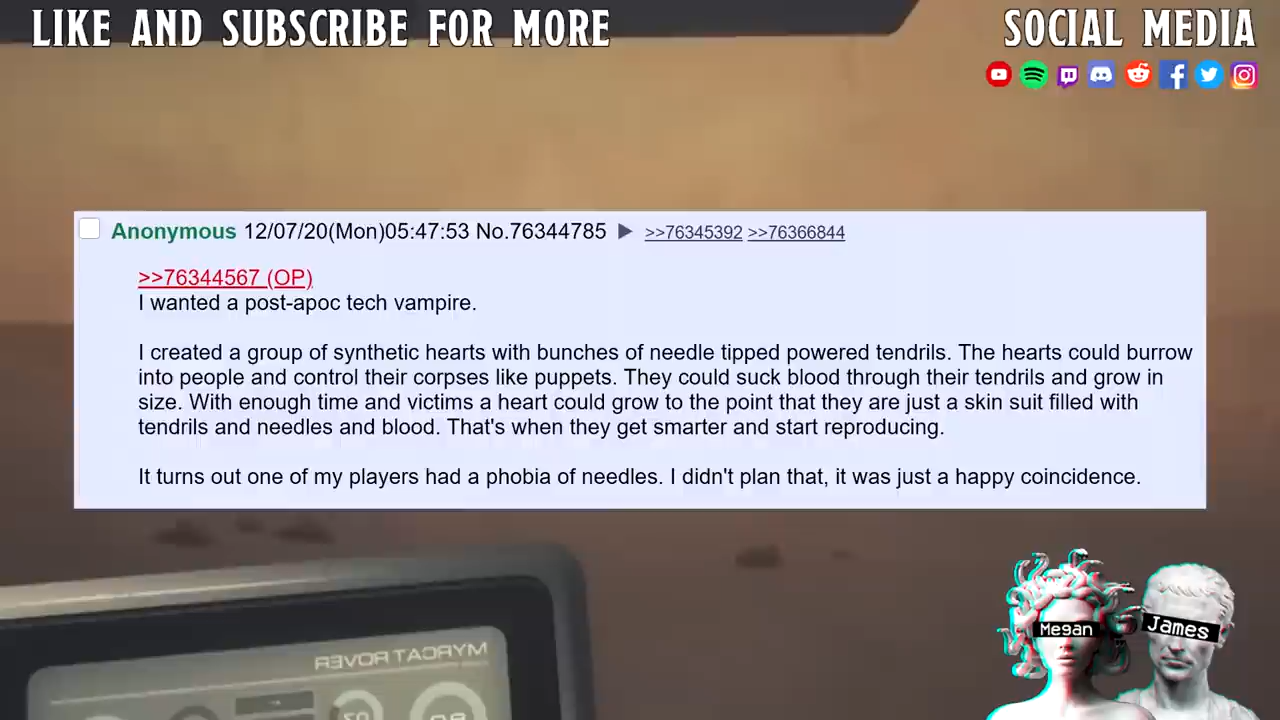 LIKE AND SUBSCRIBE FOR MORE
SOCIAL MEDIA
Anonymous 12/07/20(Mon)05:47:53 No.76344785 ▶ >>76345392 >>76366844
>>76344567 (OP)
I wanted a post-apoc tech vampire.
I created a group of synthetic hearts with bunches of needle tipped powered tendrils. The hearts could burrow
into people and control their corpses like puppets. They could suck blood through their tendrils and grow in
size. With enough time and victims a heart could grow to the point that they are just a skin suit filled with
tendrils and needles and blood. That's when they get smarter and start reproducing.
It turns out one of my players had a phobia of needles. I didn't plan that, it was just a happy coincidence.
Megan
James
MYRCAT ROVER